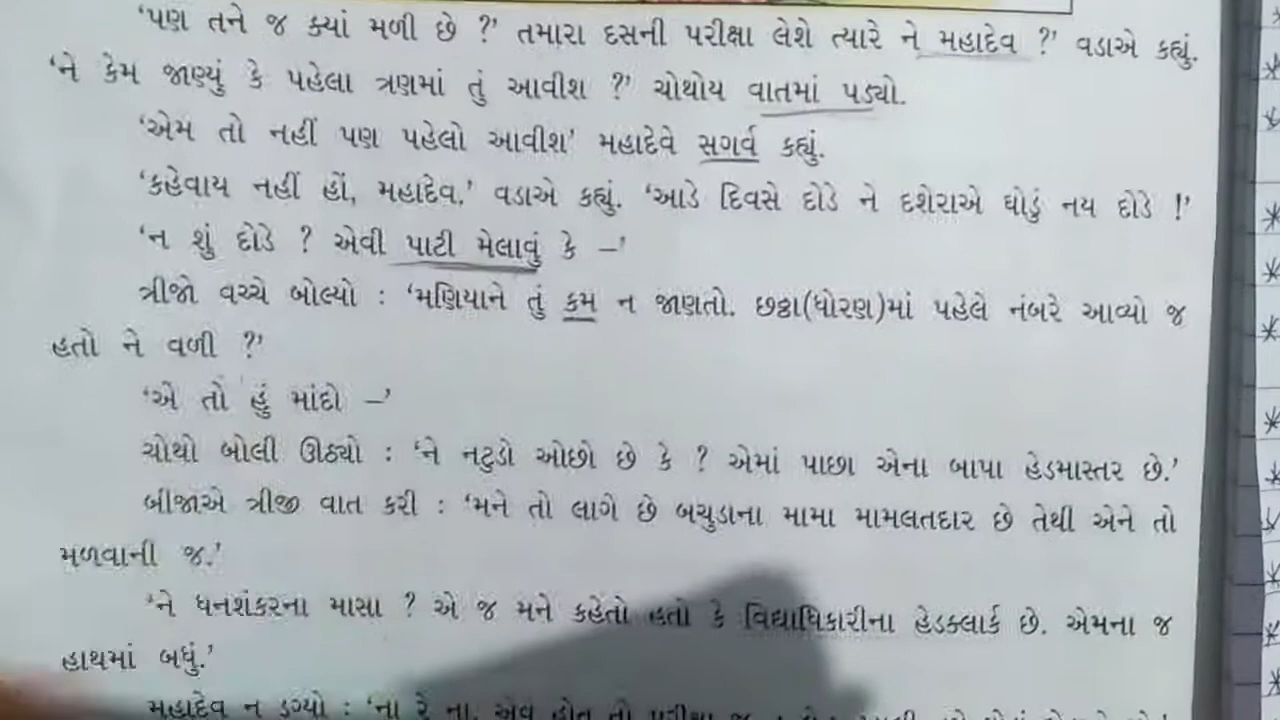 ‘પણ તને જ ક્યાં મળી છે ?’ તમારા દસની પરીક્ષા લેશે ત્યારે ને મહાદેવ ?’ વડાએ કહ્યું.
‘ને કેમ જાણ્યું કે પહેલા ત્રણમાં તું આવીશ ?’ ચોથોય વાતમાં પડ્યો.
‘એમ તો નહીં પણ પહેલો આવીશ’ મહાદેવે સગર્વ કહ્યું.
‘કહેવાય નહીં હોં, મહાદેવ.’ વડાએ કહ્યું. ‘આડે દિવસે દોડે ને દશેરાએ ઘોડું નય દોડે !’
‘ન શું દોડે ? એવી પાટી મેલાવું કે –’
ત્રીજો વચ્ચે બોલ્યો : ‘મણિયાને તું કમ ન જાણતો. છઠ્ઠા(ધોરણ)માં પહેલે નંબરે આવ્યો જ
હતો ને વળી ?’
‘એ તો હું માંદો –’
ચોથો બોલી ઊઠ્યો : ‘ને નટુડો ઓછો છે કે ? એમાં પાછા એના બાપા હેડમાસ્તર છે.’
બીજાએ ત્રીજી વાત કરી : ‘મને તો લાગે છે બચુડાના મામા મામલતદાર છે તેથી એને તો
મળવાની જ.’
‘ને ધનશંકરના માસા ? એ જ મને કહેતો હતો કે વિદ્યાધિકારીના હેડક્લાર્ક છે. એમના જ
હાથમાં બધું.’
મહાદેવ ન ડગ્યો : ‘ના રે ના. એવું હોત તો પરીક્ષા જ